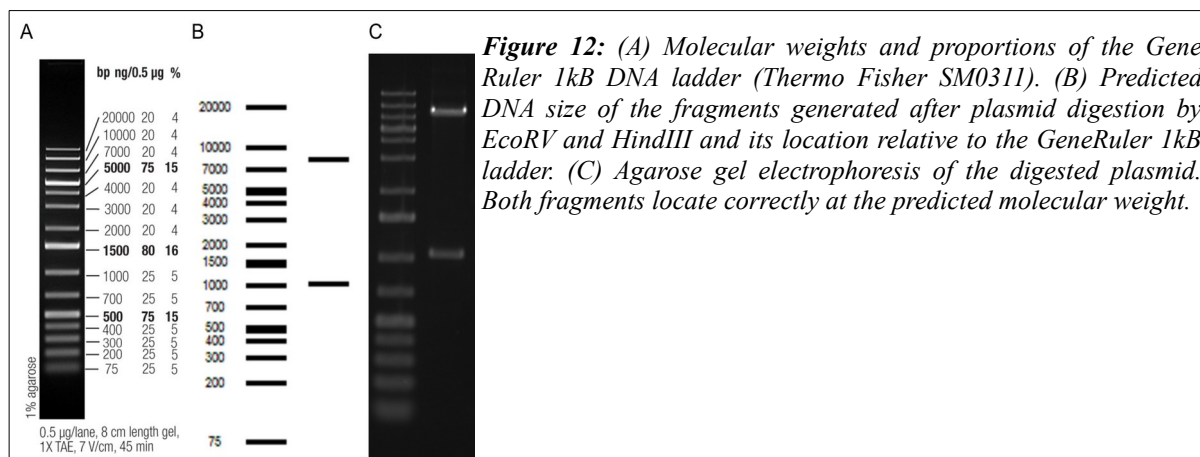 A
B
C
bp ng/0.5 µg %
20000 20 4
10000 20 4
7000 20 4
5000 75 15
4000 20 4
3000 20 4
2000 20 4
1500 80 16
1000 25 5
700 25 5
500 75 15
400 25 5
300 25 5
200 25 5
75 25 5
1% agarose
0.5 µg/lane, 8 cm length gel,
1X TAE, 7 V/cm, 45 min
20000
10000
7000
5000
4000
3000
2000
1500
1000
700
500
400
300
200
75
Figure 12: (A) Molecular weights and proportions of the Gene
Ruler 1kB DNA ladder (Thermo Fisher SM0311). (B) Predicted
DNA size of the fragments generated after plasmid digestion by
EcoRV and HindIII and its location relative to the GeneRuler 1kB
ladder. (C) Agarose gel electrophoresis of the digested plasmid.
Both fragments locate correctly at the predicted molecular weight.